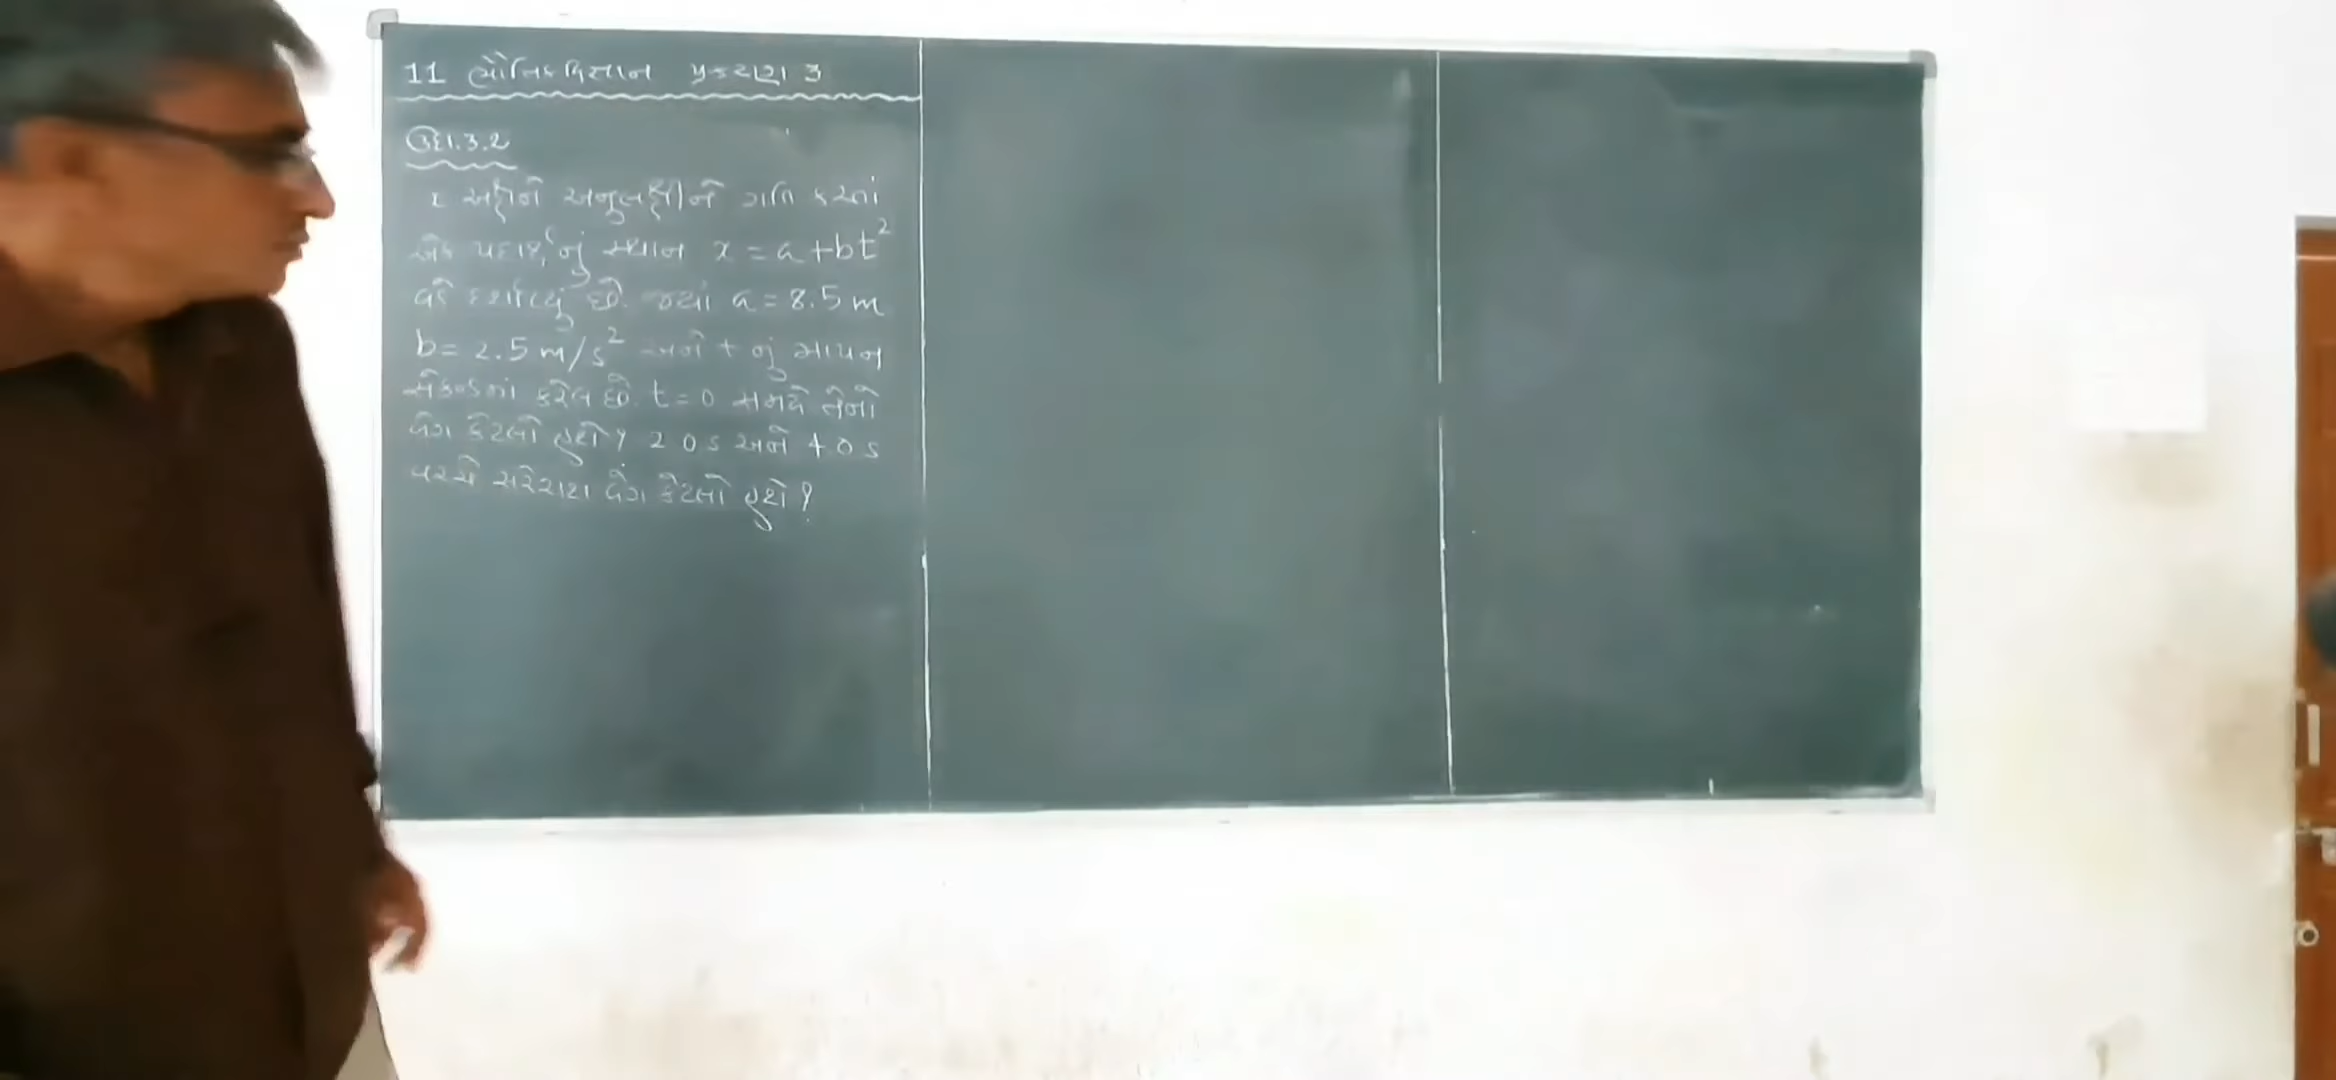 11 ભૌતિકવિજ્ઞાન પ્રકરણ 3
ઉદા.3.2
x અક્ષને અનુલક્ષીને ગતિ કરતાં
એક પદાર્થનું સ્થાન x = a + bt²
વડે દર્શાવ્યું છે. જ્યાં a = 8.5 m
b = 2.5 m/s² અને t નું માપન
સેકન્ડમાં કરેલ છે. t = 0 સમયે તેનો
વેગ કેટલો હશે? 2.0 s અને 4.0 s
વચ્ચે સરેરાશ વેગ કેટલો હશે?